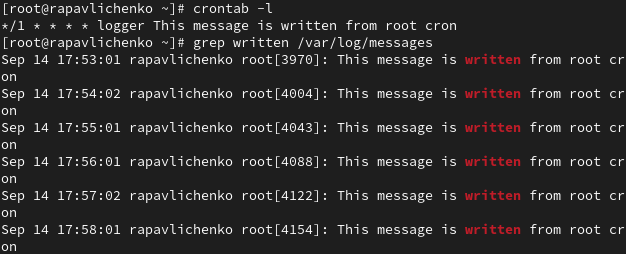 [root@rapavlichenko ~]# crontab -l
*/1 * * * * logger This message is written from root cron
[root@rapavlichenko ~]# grep written /var/log/messages
Sep 14 17:53:01 rapavlichenko root[3970]: This message is written from root cr
on
Sep 14 17:54:02 rapavlichenko root[4004]: This message is written from root cr
on
Sep 14 17:55:01 rapavlichenko root[4043]: This message is written from root cr
on
Sep 14 17:56:01 rapavlichenko root[4088]: This message is written from root cr
on
Sep 14 17:57:02 rapavlichenko root[4122]: This message is written from root cr
on
Sep 14 17:58:01 rapavlichenko root[4154]: This message is written from root cr
on